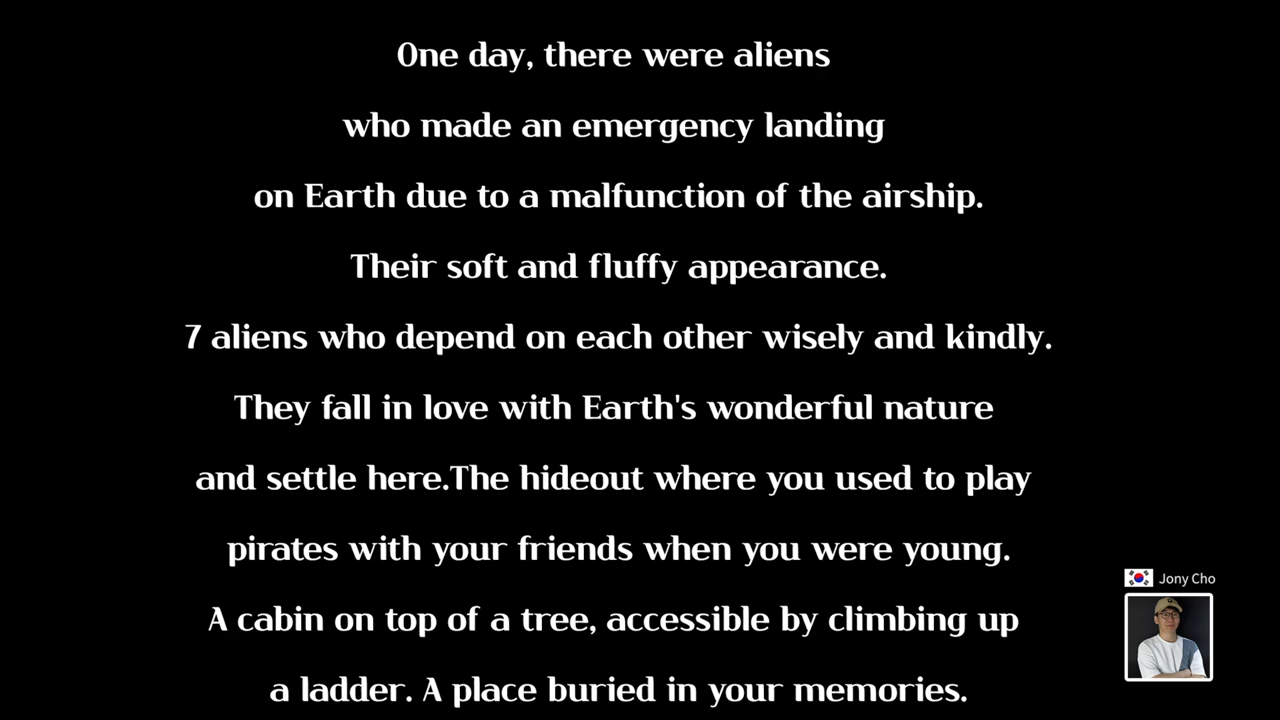 One day, there were aliens
who made an emergency landing
on Earth due to a malfunction of the airship.
Their soft and fluffy appearance.
7 aliens who depend on each other wisely and kindly.
They fall in love with Earth's wonderful nature
and settle here.The hideout where you used to play
pirates with your friends when you were young.
Jony Cho
A cabin on top of a tree, accessible by climbing up
a ladder. A place buried in your memories.